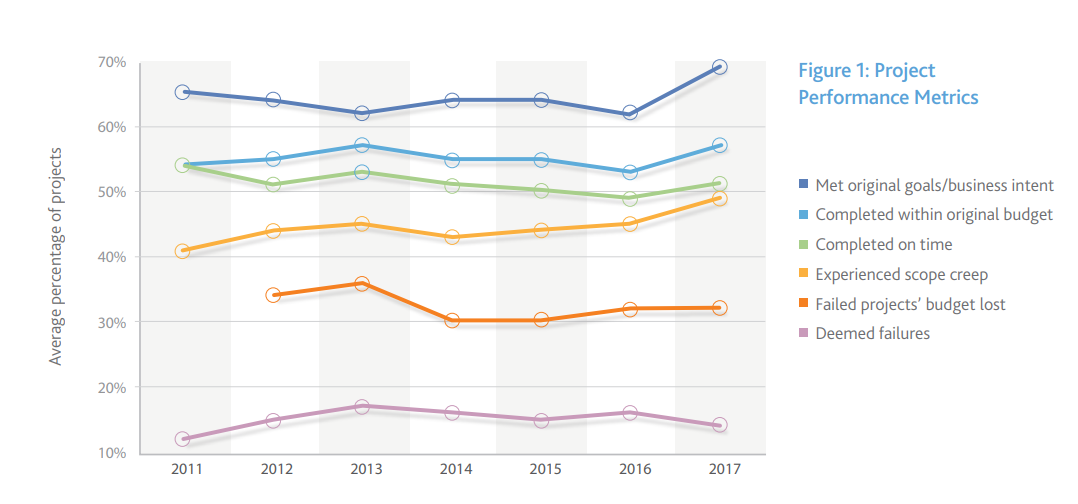 Figure 1: Project
Performance Metrics
Average percentage of projects
70%
60%
50%
40%
30%
20%
10%
2011 2012 2013 2014 2015 2016 2017
Met original goals/business intent
Completed within original budget
Completed on time
Experienced scope creep
Failed projects’ budget lost
Deemed failures